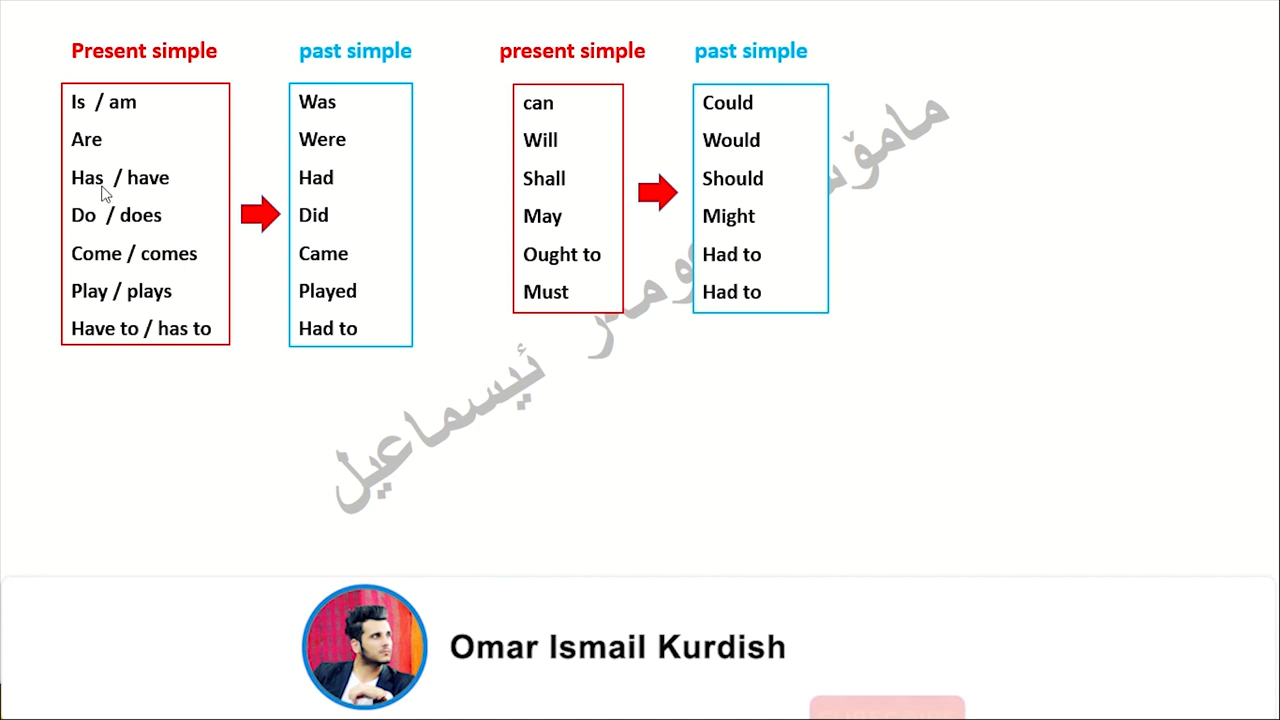 Present simple
past simple
present simple
past simple
Is / am
Are
Has / have
Do / does
Come / comes
Play / plays
Have to / has to
Was
Were
Had
Did
Came
Played
Had to
can
Will
Shall
May
Ought to
Must
Could
Would
Should
Might
Had to
Had to
ئیسماعیل
Omar Ismail Kurdish